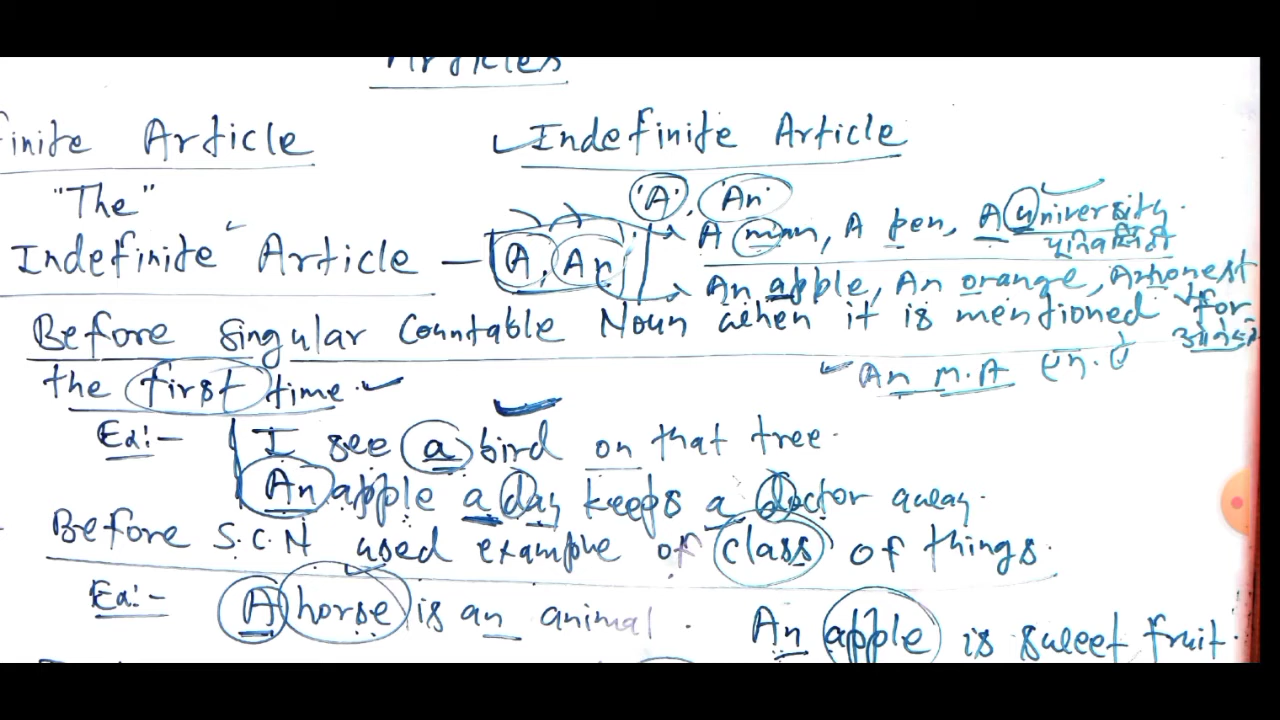 Articles
finite Article
Indefinite Article
"The"
'A', 'An'
Indefinite Article — A, An
A man, A pen, A university.
An apple, An orange, An honest
Before singular Countable Noun when it is mentioned for
the first time.
An M.A एम.ए
Ex:- I see a bird on that tree.
An apple a day keeps a doctor away.
Before S.C.N used example of class of things.
Ex:- A horse is an animal. An apple is sweet fruit.